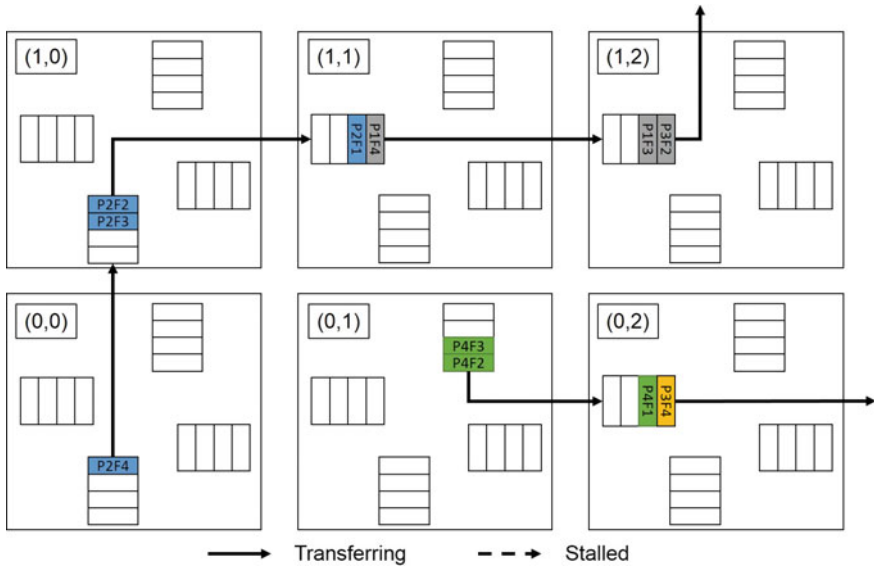 (1,0)
(1,1)
(1,2)
P2F1
P1F4
P1F3
P3F2
P2F2
P2F3
(0,0)
(0,1)
(0,2)
P4F3
P4F2
P4F1
P3F4
P2F4
Transferring
Stalled